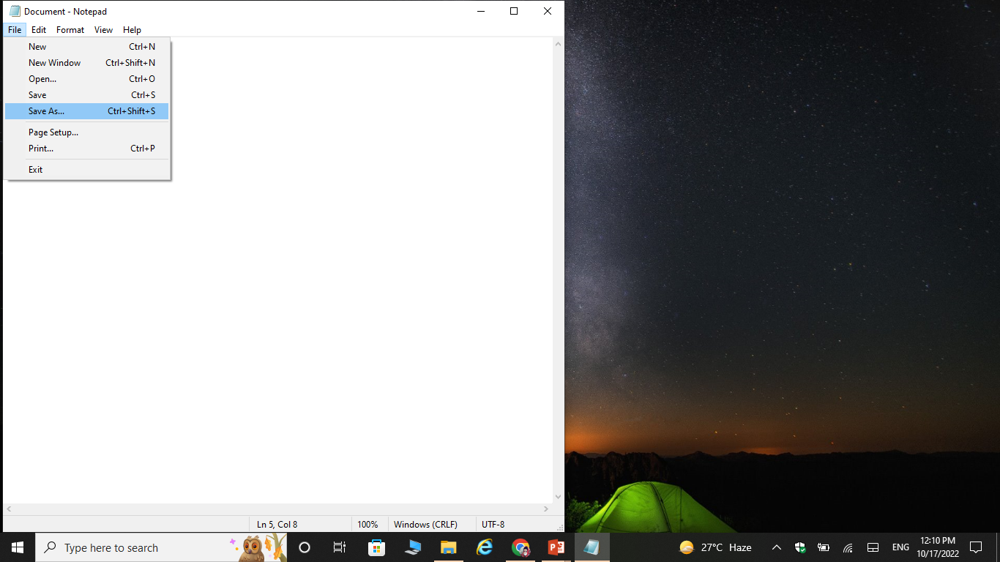 Document - Notepad
File Edit Format View Help
New Ctrl+N
New Window Ctrl+Shift+N
Open... Ctrl+O
Save Ctrl+S
Save As... Ctrl+Shift+S
Page Setup... 
Print... Ctrl+P
Exit
Ln 5, Col 8 100% Windows (CRLF) UTF-8
Type here to search 27°C Haze ENG 12:10 PM
10/17/2022